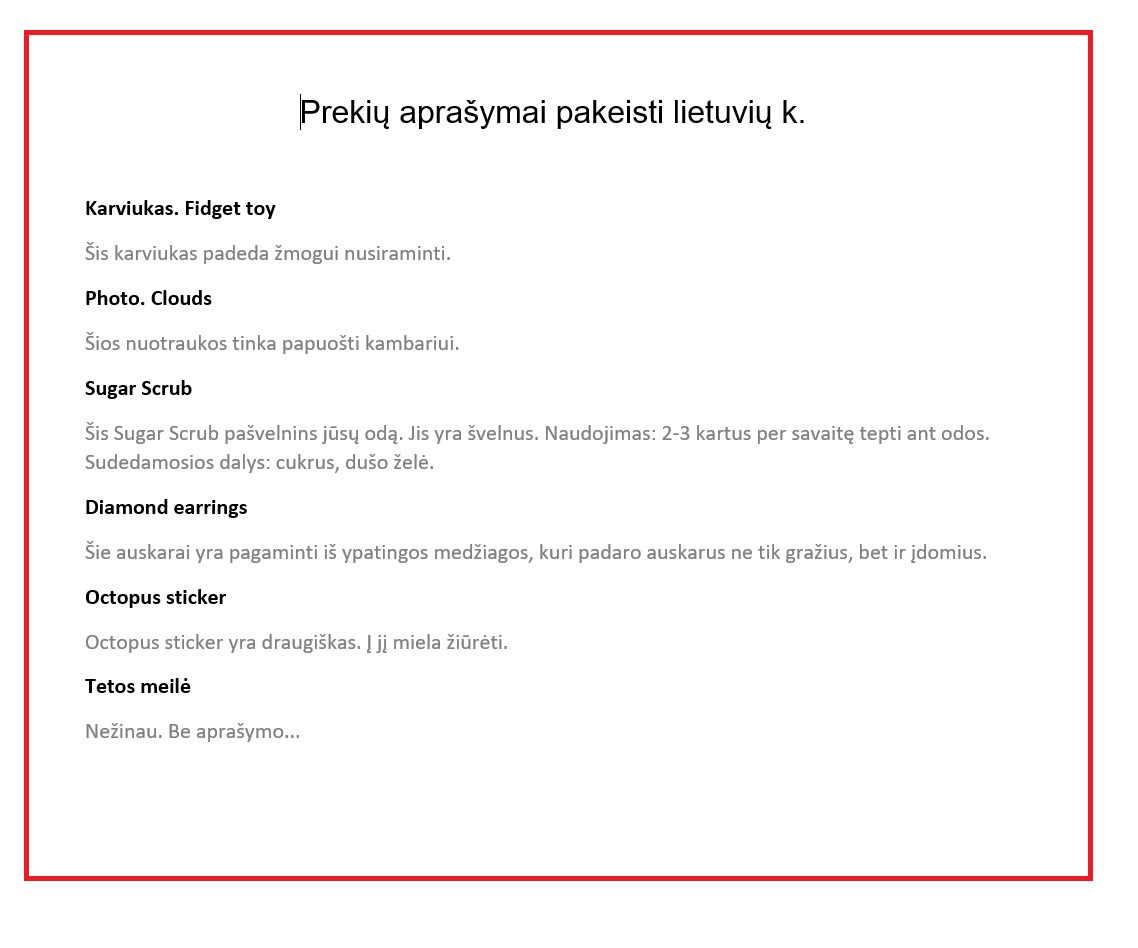 Prekių aprašymai pakeisti lietuvių k.
Karviukas. Fidget toy
Šis karviukas padeda žmogui nusiraminti.
Photo. Clouds
Šios nuotraukos tinka papuošti kambariui.
Sugar Scrub
Šis Sugar Scrub pašvelnins jūsų odą. Jis yra švelnus. Naudojimas: 2-3 kartus per savaitę tepti ant odos.
Sudedamosios dalys: cukrus, dušo želė.
Diamond earrings
Šie auskarai yra pagaminti iš ypatingos medžiagos, kuri padaro auskarus ne tik gražius, bet ir įdomius.
Octopus sticker
Octopus sticker yra draugiškas. Į jį miela žiūrėti.
Tetos meilė
Nežinau. Be aprašymo...